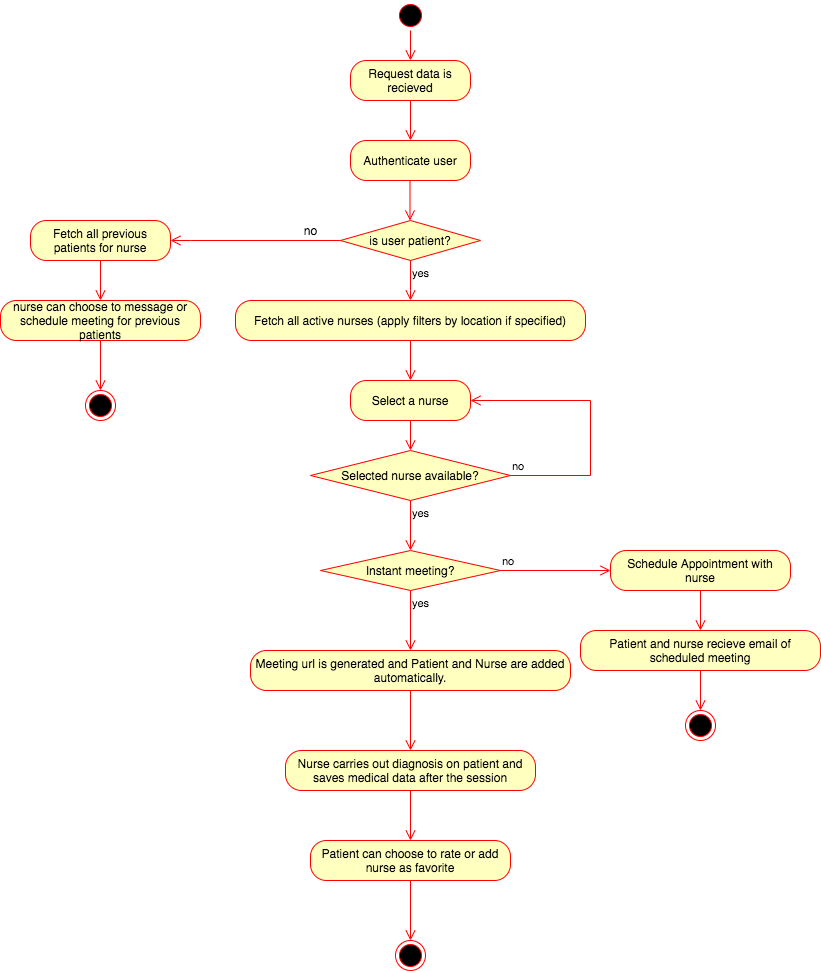 Request data is
recieved
Authenticate user
is user patient?
no
yes
Fetch all previous
patients for nurse
nurse can choose to message or
schedule meeting for previous
patients
Fetch all active nurses (apply filters by location if specified)
Select a nurse
Selected nurse available?
no
yes
Instant meeting?
no
yes
Schedule Appointment with
nurse
Patient and nurse recieve email of
scheduled meeting
Meeting url is generated and Patient and Nurse are added
automatically.
Nurse carries out diagnosis on patient and
saves medical data after the session
Patient can choose to rate or add
nurse as favorite